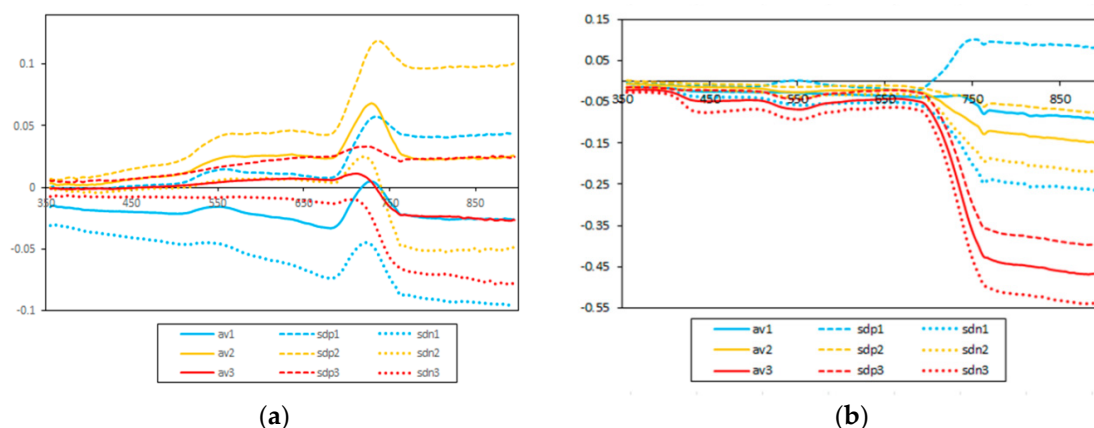 0.1
0.05
0
-0.05
-0.1
350 450 550 650 750 850
av1 sdp1 sdn1
av2 sdp2 sdn2
av3 sdp3 sdn3
(a)
0.15
0.05
-0.05
-0.15
-0.25
-0.35
-0.45
-0.55
350 450 550 650 750 850
av1 sdp1 sdn1
av2 sdp2 sdn2
av3 sdp3 sdn3
(b)